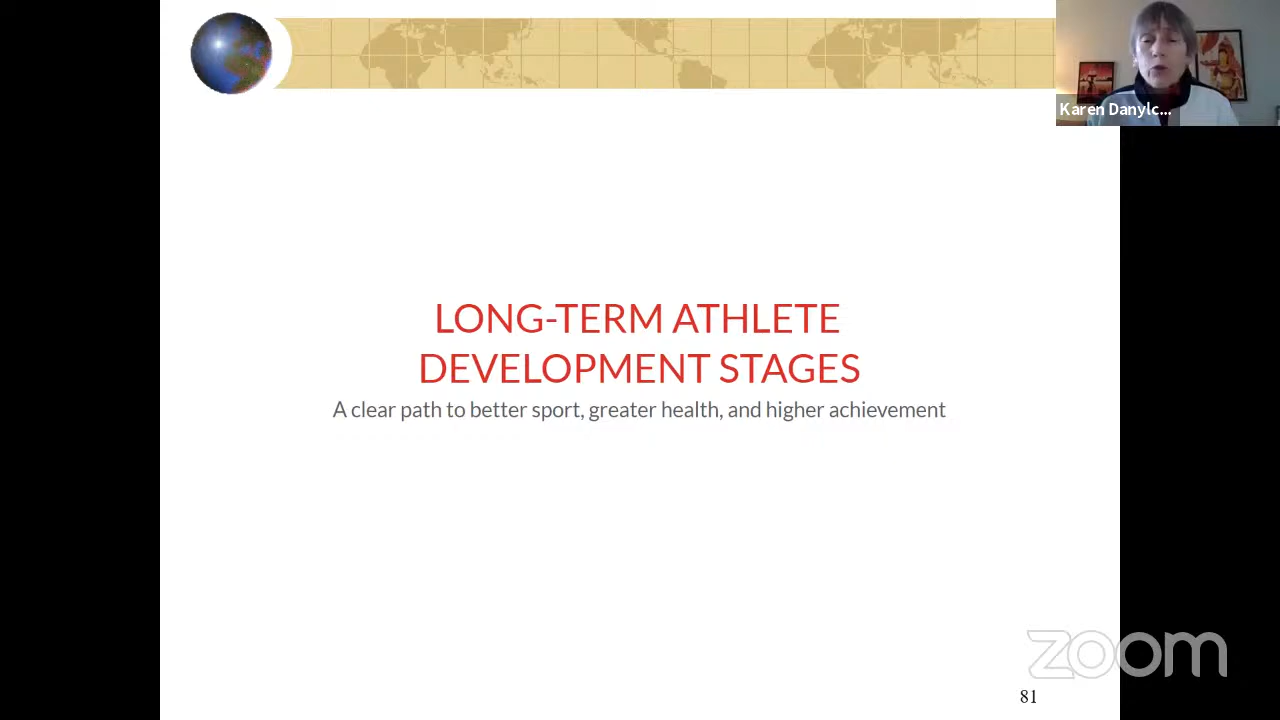 Karen Danylc...
LONG-TERM ATHLETE
DEVELOPMENT STAGES
A clear path to better sport, greater health, and higher achievement
zoom
81